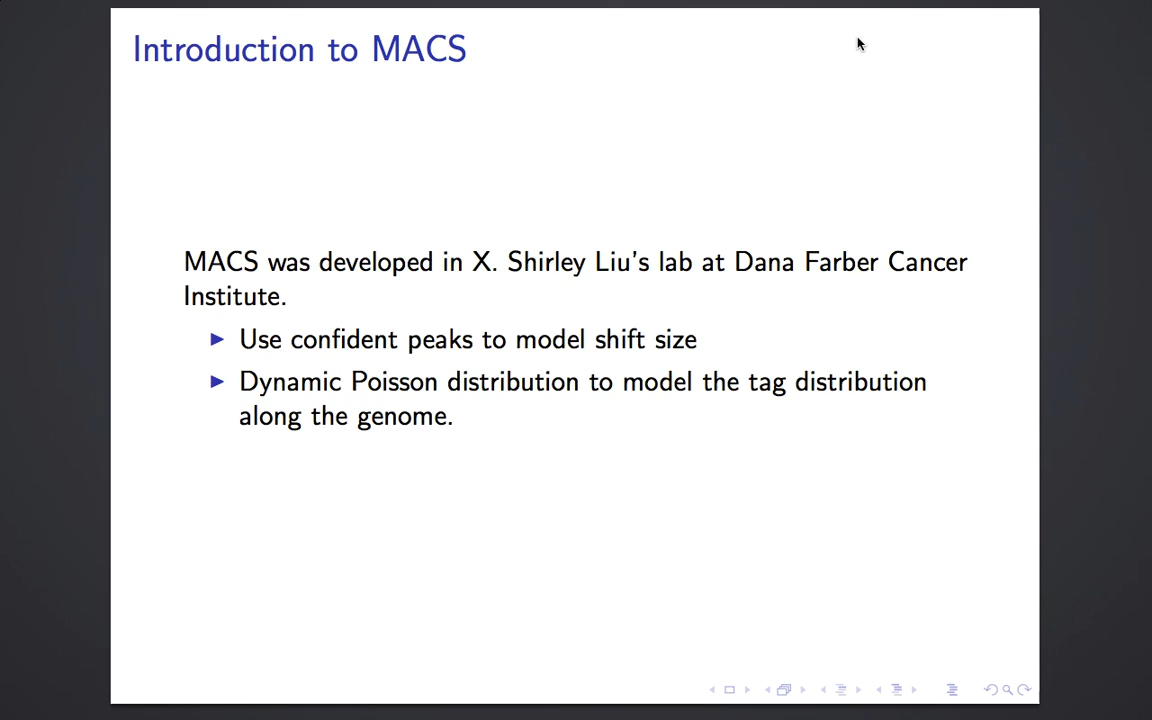 Introduction to MACS
MACS was developed in X. Shirley Liu's lab at Dana Farber Cancer
Institute.
Use confident peaks to model shift size
Dynamic Poisson distribution to model the tag distribution
along the genome.